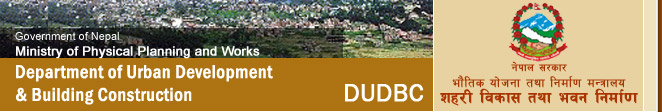 Government of Nepal
Ministry of Physical Planning and Works
Department of Urban Development
& Building Construction
DUDBC
नेपाल सरकार
भौतिक योजना तथा निर्माण मन्त्रालय
शहरी विकास तथा भवन निर्माण